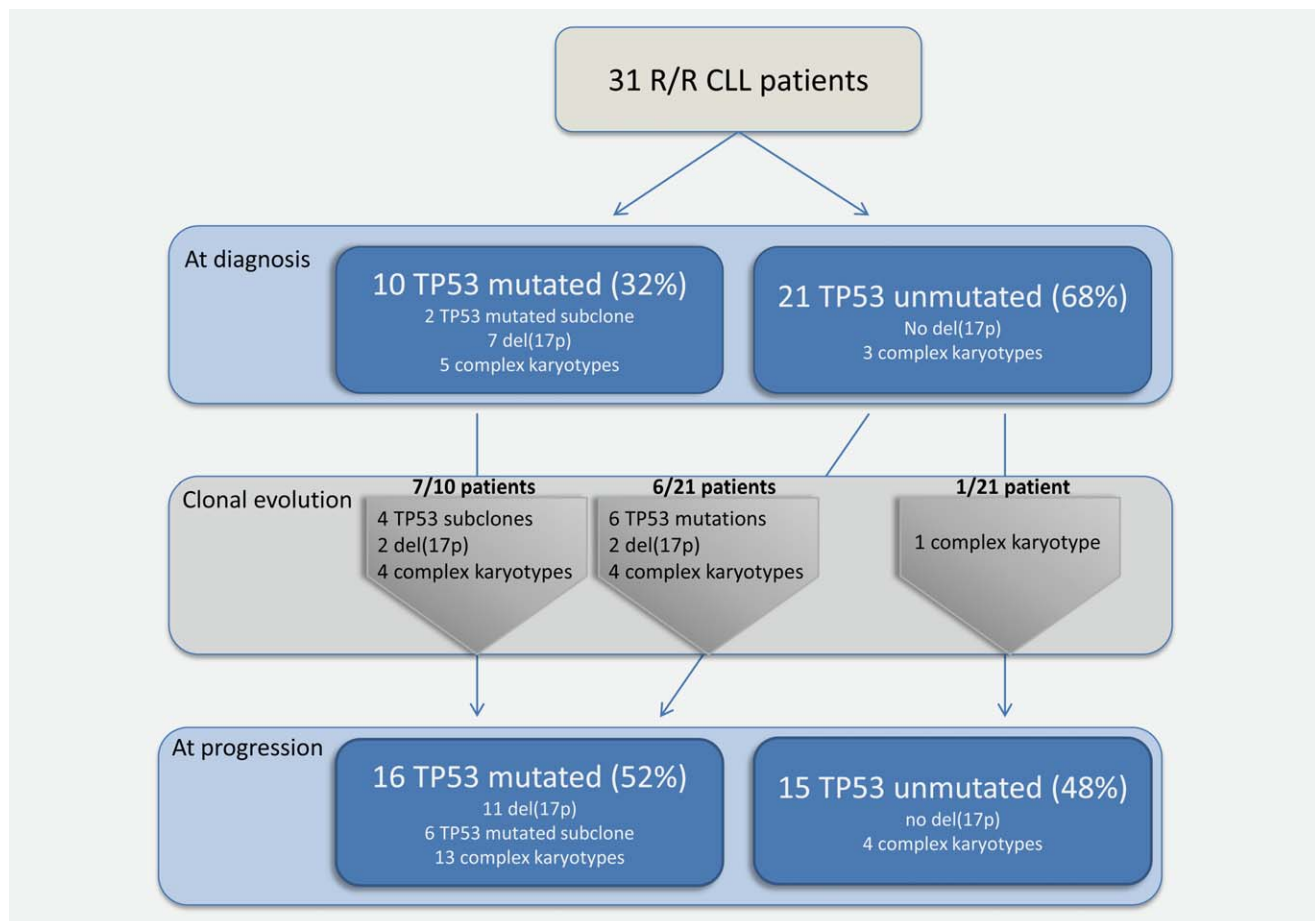 31 R/R CLL patients
At diagnosis
10 TP53 mutated (32%)
2 TP53 mutated subclone
7 del(17p)
5 complex karyotypes
21 TP53 unmutated (68%)
No del(17p)
3 complex karyotypes
Clonal evolution
7/10 patients
4 TP53 subclones
2 del(17p)
4 complex karyotypes
6/21 patients
6 TP53 mutations
2 del(17p)
4 complex karyotypes
1/21 patient
1 complex karyotype
At progression
16 TP53 mutated (52%)
11 del(17p)
6 TP53 mutated subclone
13 complex karyotypes
15 TP53 unmutated (48%)
no del(17p)
4 complex karyotypes